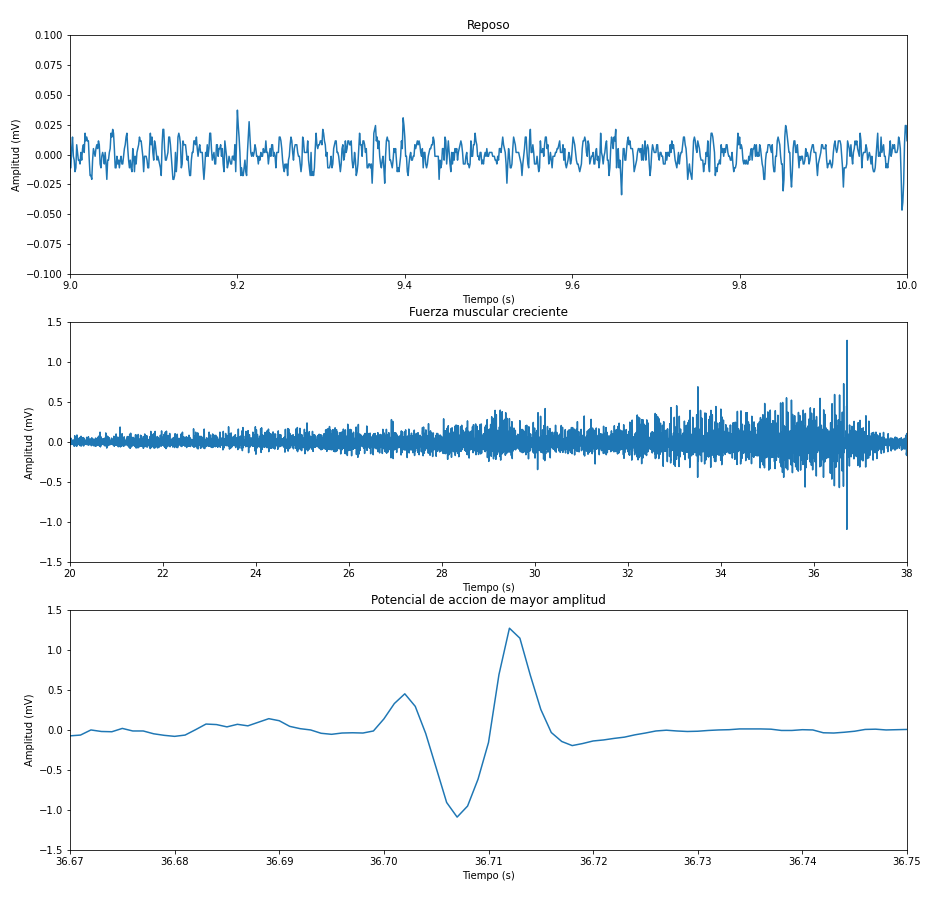 Reposo
Amplitud (mV)
0.100
0.075
0.050
0.025
0.000
−0.025
−0.050
−0.075
−0.100
9.0 9.2 9.4 9.6 9.8 10.0
Tiempo (s)
Fuerza muscular creciente
Amplitud (mV)
1.5
1.0
0.5
0.0
−0.5
−1.0
−1.5
20 22 24 26 28 30 32 34 36 38
Tiempo (s)
Potencial de accion de mayor amplitud
Amplitud (mV)
1.5
1.0
0.5
0.0
−0.5
−1.0
−1.5
36.67 36.68 36.69 36.70 36.71 36.72 36.73 36.74 36.75
Tiempo (s)